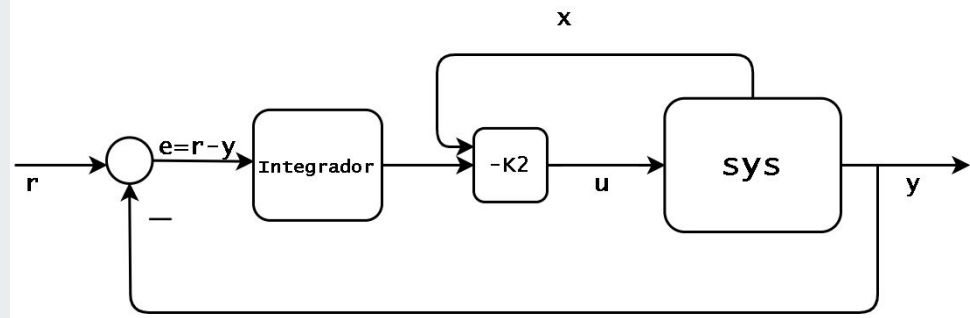 x
e=r-y
Integrador
-K2
sys
r
u
y
—